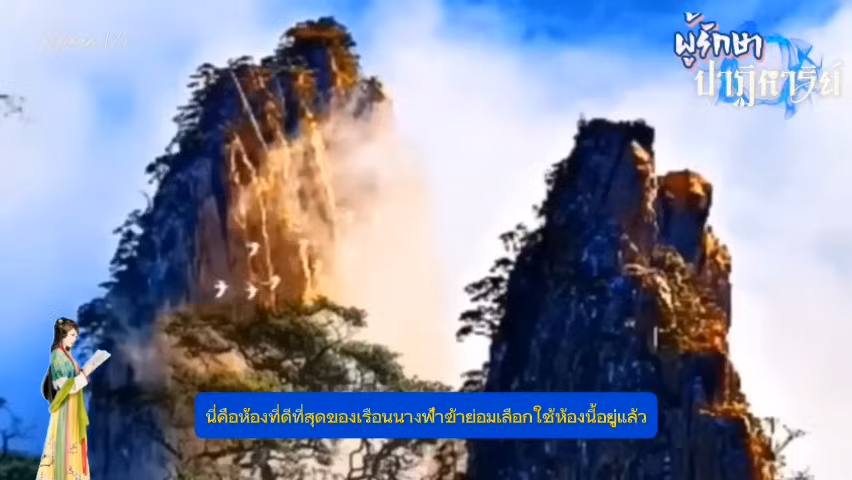 ผู้รักษา
ปาฏิหาริย์
นี่คือห้องที่ดีที่สุดของเรือนนางฟ้าข้าย่อมเลือกใช้ห้องนี้อยู่แล้ว